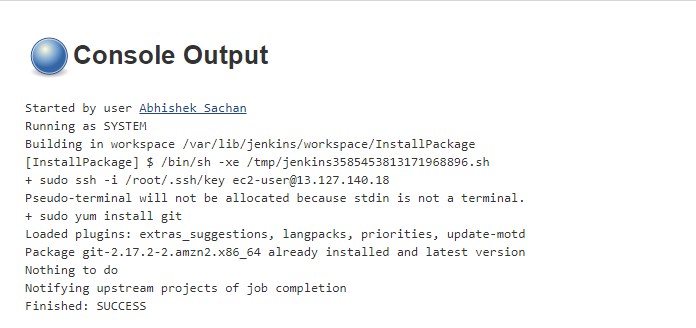 Console Output
Started by user Abhishek Sachan
Running as SYSTEM
Building in workspace /var/lib/jenkins/workspace/InstallPackage
[InstallPackage] $ /bin/sh -xe /tmp/jenkins3585453813171968896.sh
+ sudo ssh -i /root/.ssh/key ec2-user@13.127.140.18
Pseudo-terminal will not be allocated because stdin is not a terminal.
+ sudo yum install git
Loaded plugins: extras_suggestions, langpacks, priorities, update-motd
Package git-2.17.2-2.amzn2.x86_64 already installed and latest version
Nothing to do
Notifying upstream projects of job completion
Finished: SUCCESS